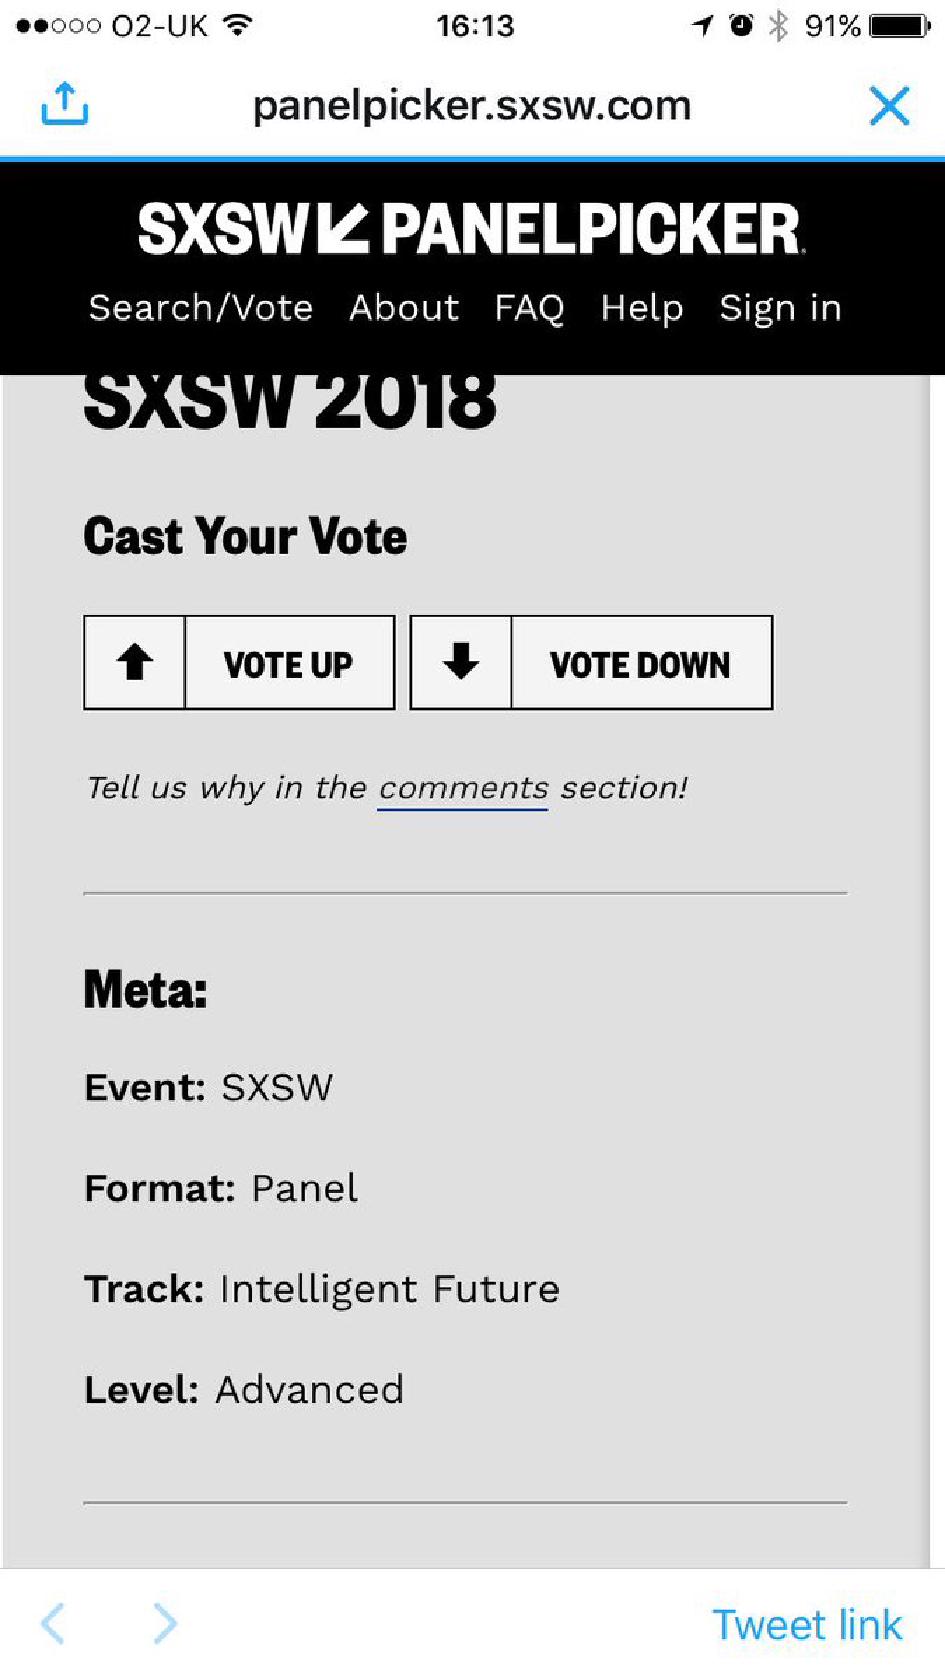 O2-UK 16:13 91%
panelpicker.sxsw.com
SXSW PANELPICKER.
Search/Vote About FAQ Help Sign in
SXSW 2018
Cast Your Vote
VOTE UP VOTE DOWN
Tell us why in the comments section!
Meta:
Event: SXSW
Format: Panel
Track: Intelligent Future
Level: Advanced
Tweet link